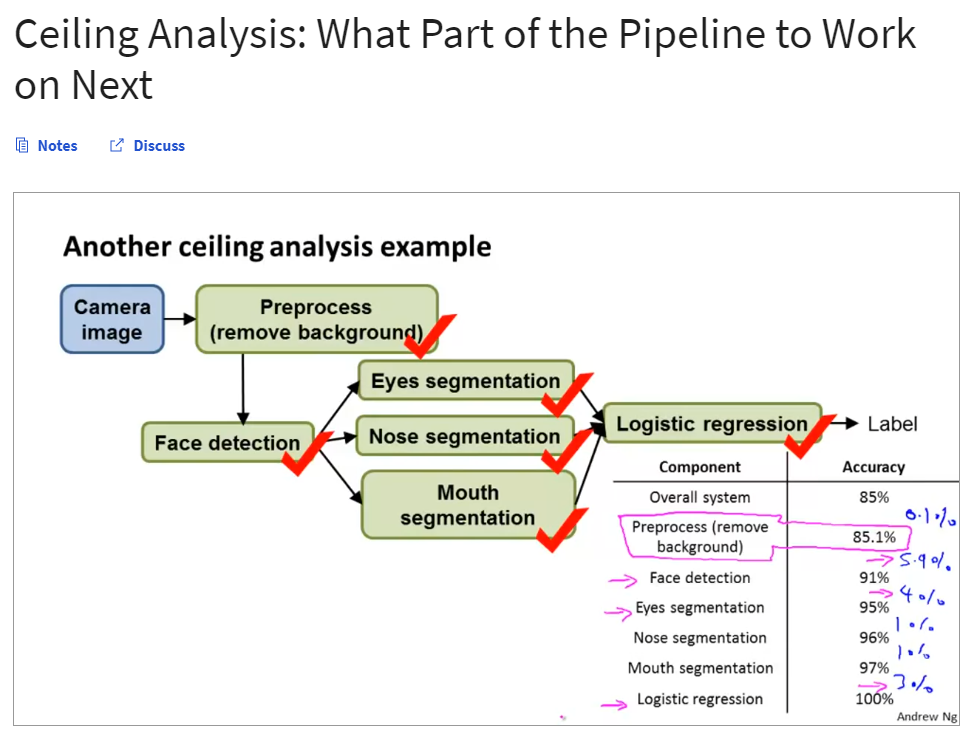 Ceiling Analysis: What Part of the Pipeline to Work
on Next
Notes
Discuss
Another ceiling analysis example
Camera
image
Preprocess
(remove background)
Eyes segmentation
Face detection
Nose segmentation
Mouth
segmentation
Logistic regression
Label
Component Accuracy
Overall system 85%
0.1%
Preprocess (remove
background) 85.1%
5.9%
Face detection 91%
4%
Eyes segmentation 95%
1%
Nose segmentation 96%
1%
Mouth segmentation 97%
3%
Logistic regression 100%
Andrew Ng